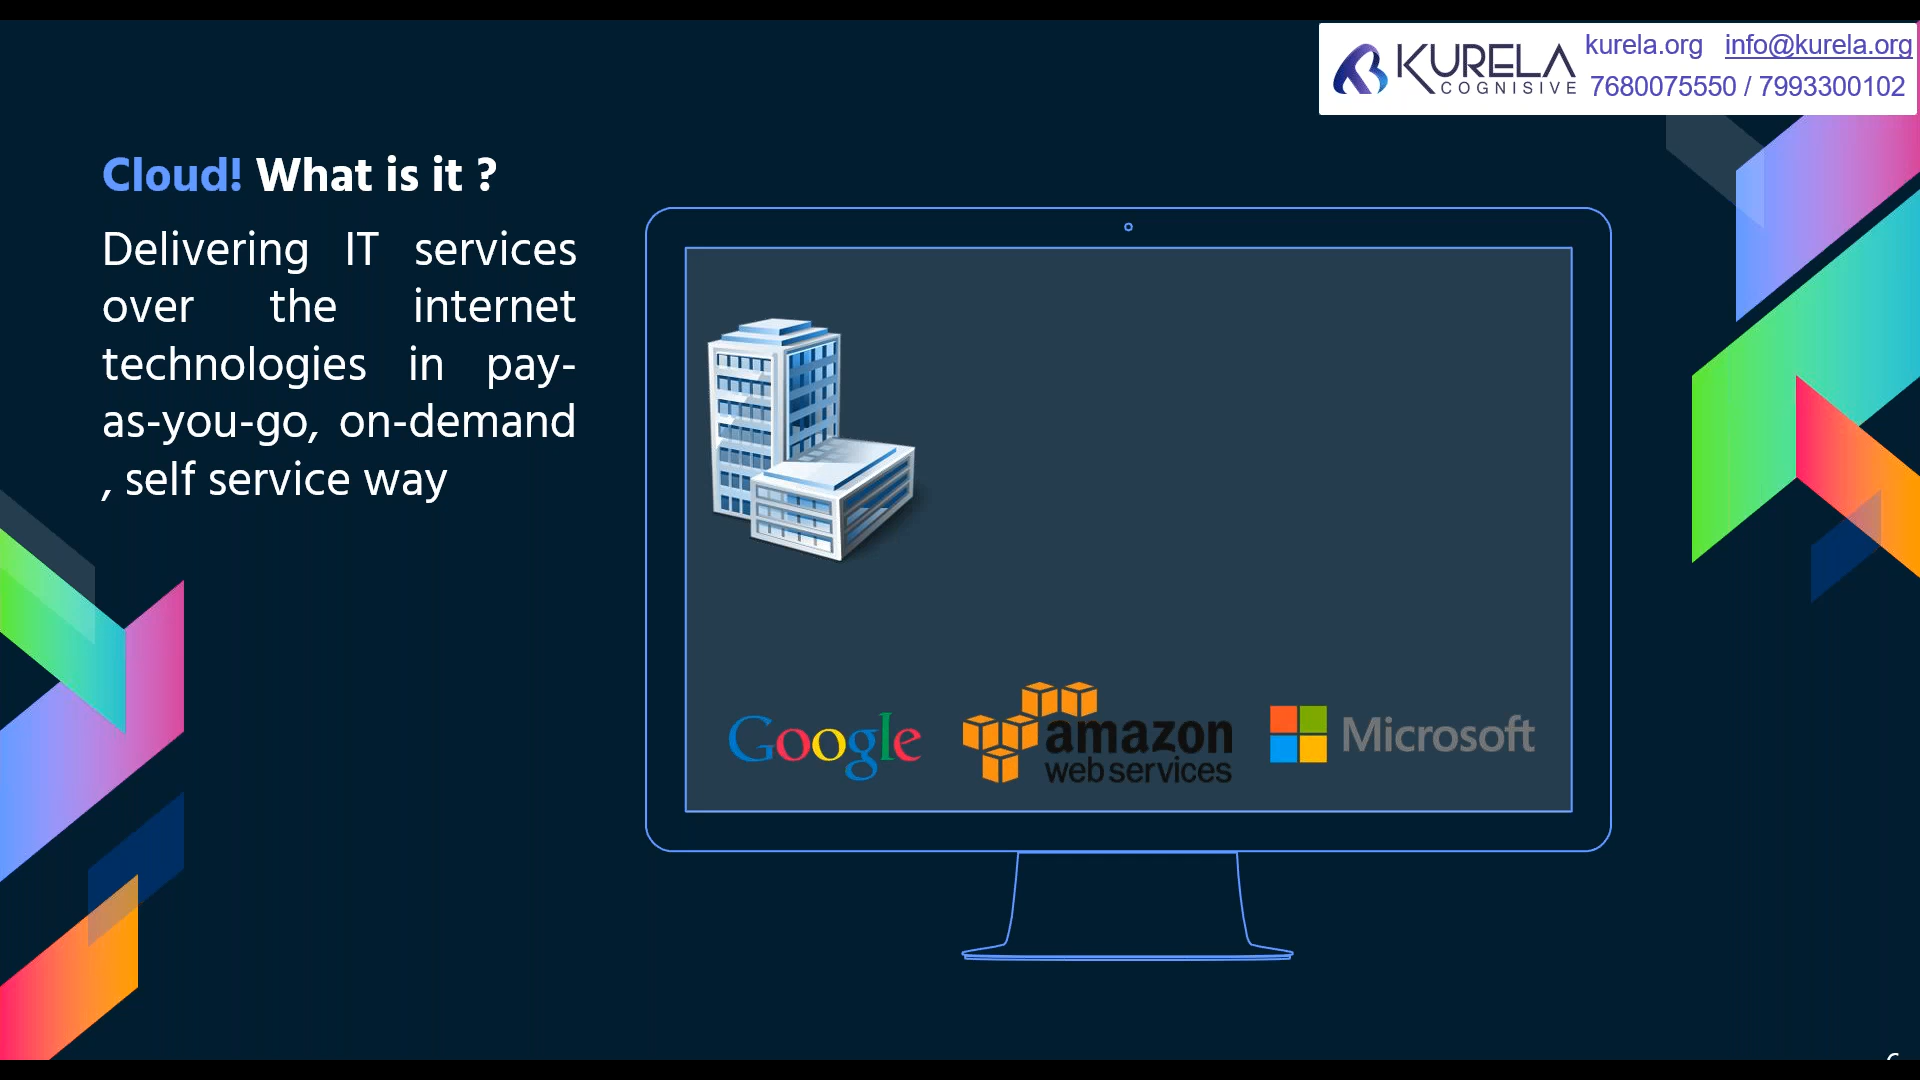 KURELA
COGNISIVE
kurela.org info@kurela.org
7680075550 / 7993300102
Cloud! What is it ?
Delivering IT services
over the internet
technologies in pay-
as-you-go, on-demand
, self service way
Google
amazon
web services
Microsoft